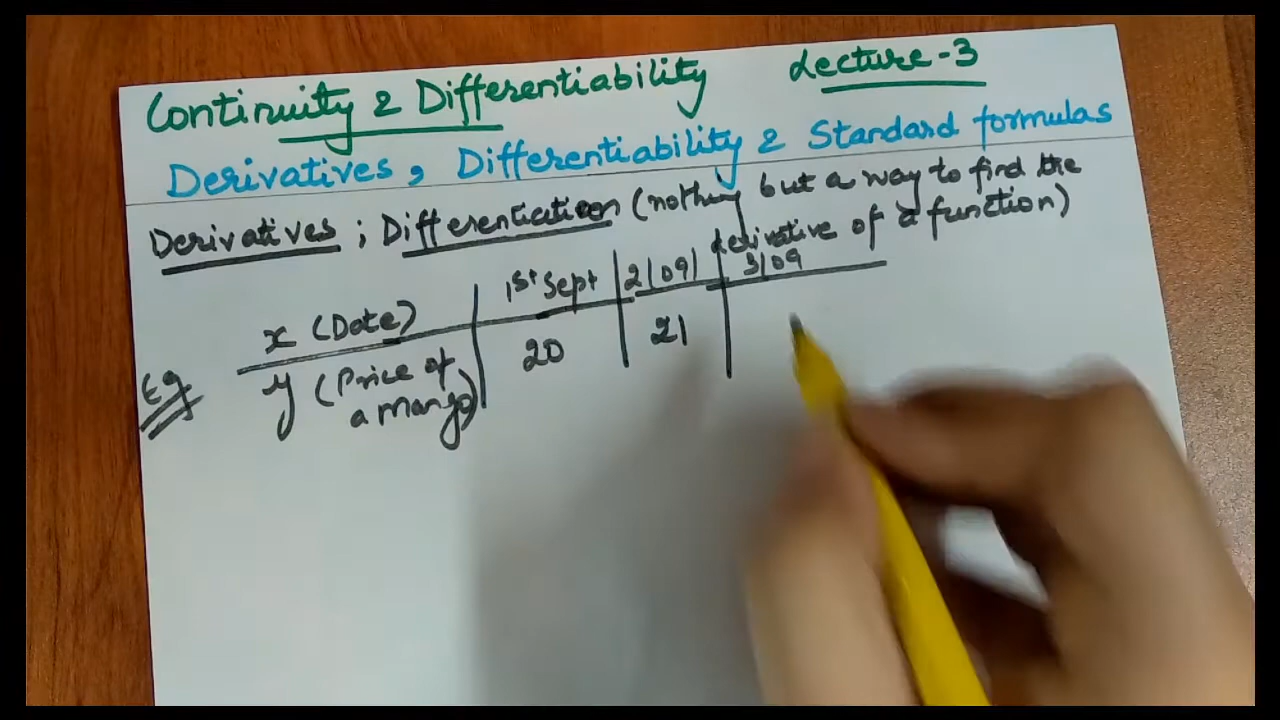 Continuity & Differentiability Lecture-3
Derivatives, Differentiability & Standard formulas
Derivatives ; Differentiation (nothing but a way to find the
derivative of a function)
x (Date) 1st Sept 2/09 3/09
Eg y (Price of 20 21
a Mango)